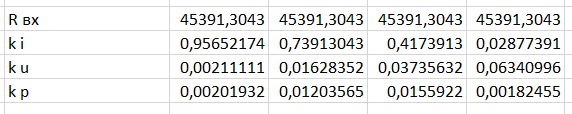 R вх 45391,3043 45391,3043 45391,3043 45391,3043
k i 0,95652174 0,73913043 0,4173913 0,02877391
k u 0,00211111 0,01628352 0,03735632 0,06340996
k p 0,00201932 0,01203565 0,0155922 0,00182455